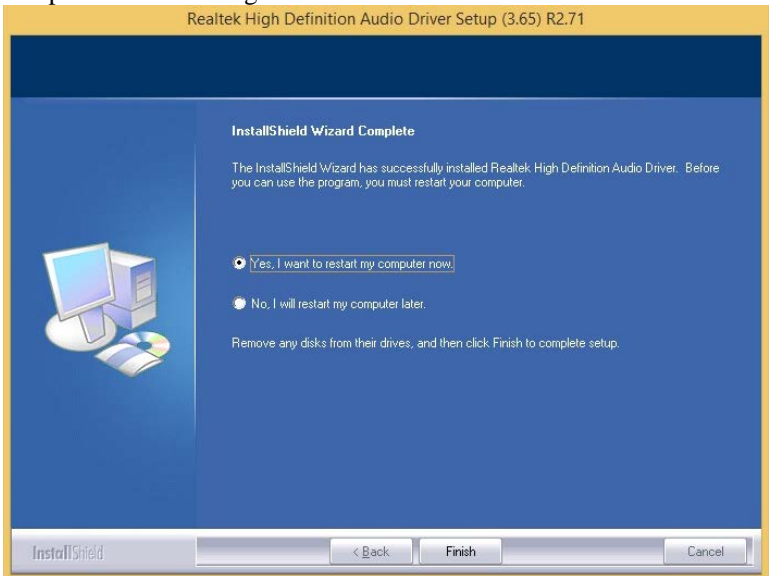 Realtek High Definition Audio Driver Setup (3.65) R2.71
InstallShield Wizard Complete
The InstallShield Wizard has successfully installed Realtek High Definition Audio Driver. Before
you can use the program, you must restart your computer.
Yes, I want to restart my computer now.
No, I will restart my computer later.
Remove any disks from their drives, and then click Finish to complete setup.
InstallShield
< Back
Finish
Cancel